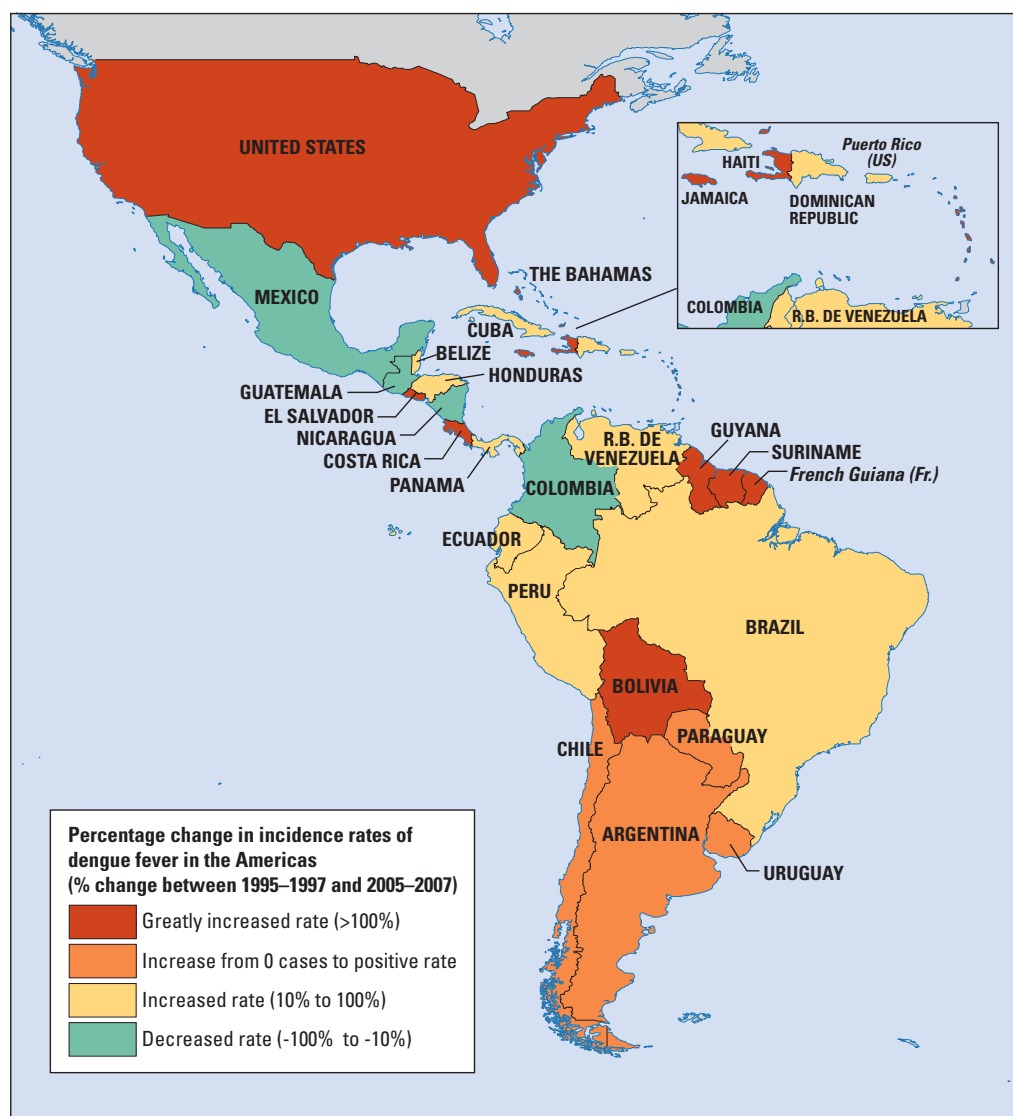 UNITED STATES
Puerto Rico
(US)
HAITI
JAMAICA
DOMINICAN
REPUBLIC
COLOMBIA
R.B. DE VENEZUELA
THE BAHAMAS
MEXICO
CUBA
BELIZE
HONDURAS
GUATEMALA
EL SALVADOR
NICARAGUA
COSTA RICA
PANAMA
R.B. DE
VENEZUELA
GUYANA
SURINAME
French Guiana (Fr.)
COLOMBIA
ECUADOR
PERU
BRAZIL
BOLIVIA
PARAGUAY
CHILE
ARGENTINA
URUGUAY
Percentage change in incidence rates of
dengue fever in the Americas
(% change between 1995–1997 and 2005–2007)
Greatly increased rate (>100%)
Increase from 0 cases to positive rate
Increased rate (10% to 100%)
Decreased rate (-100% to -10%)